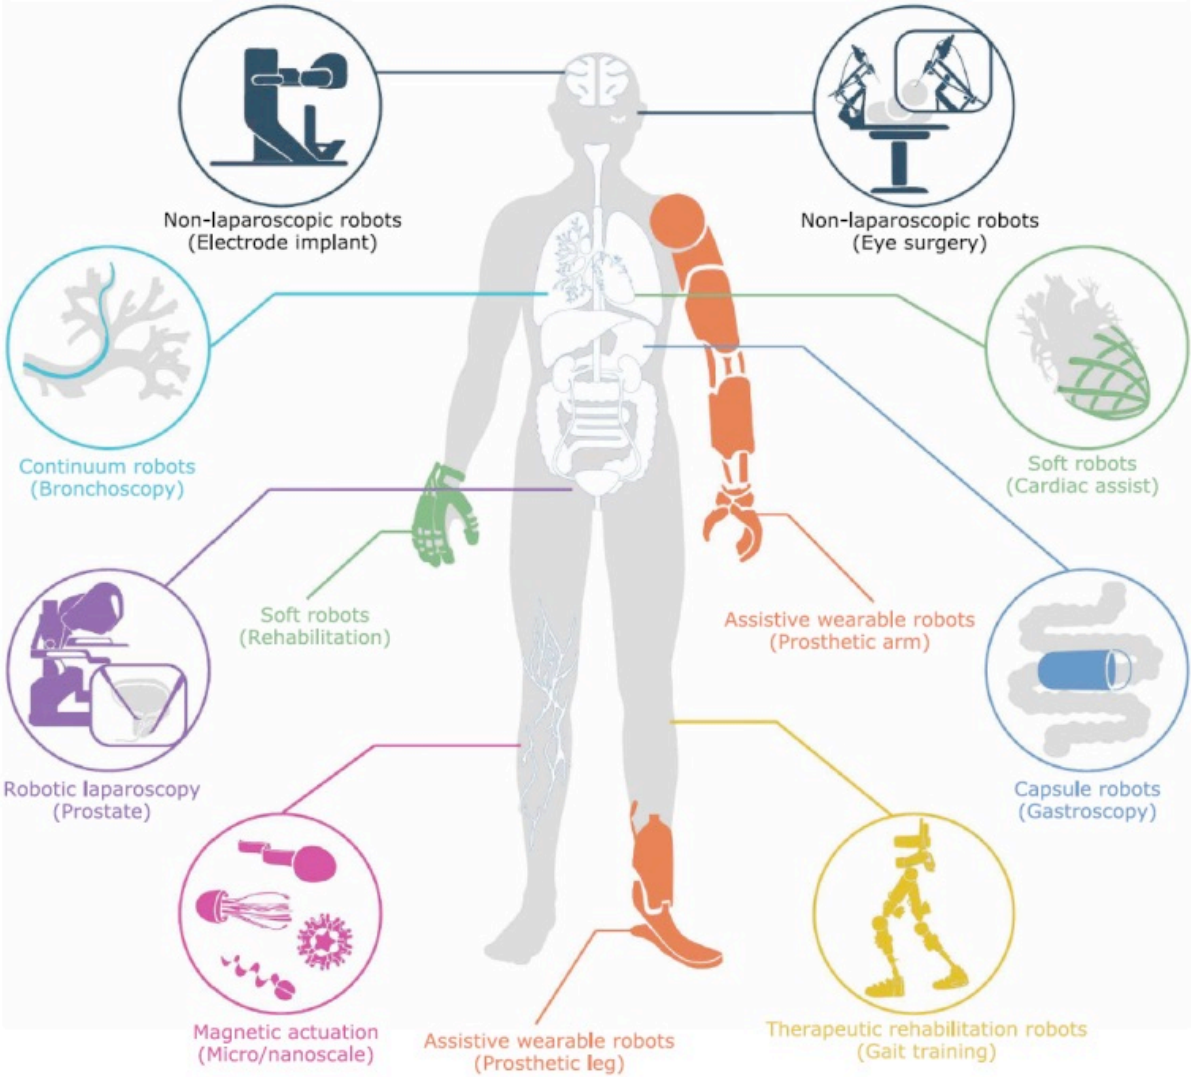 Non-laparoscopic robots
(Electrode implant)
Non-laparoscopic robots
(Eye surgery)
Continuum robots
(Bronchoscopy)
Soft robots
(Cardiac assist)
Soft robots
(Rehabilitation)
Assistive wearable robots
(Prosthetic arm)
Robotic laparoscopy
(Prostate)
Capsule robots
(Gastroscopy)
Magnetic actuation
(Micro/nanoscale)
Assistive wearable robots
(Prosthetic leg)
Therapeutic rehabilitation robots
(Gait training)